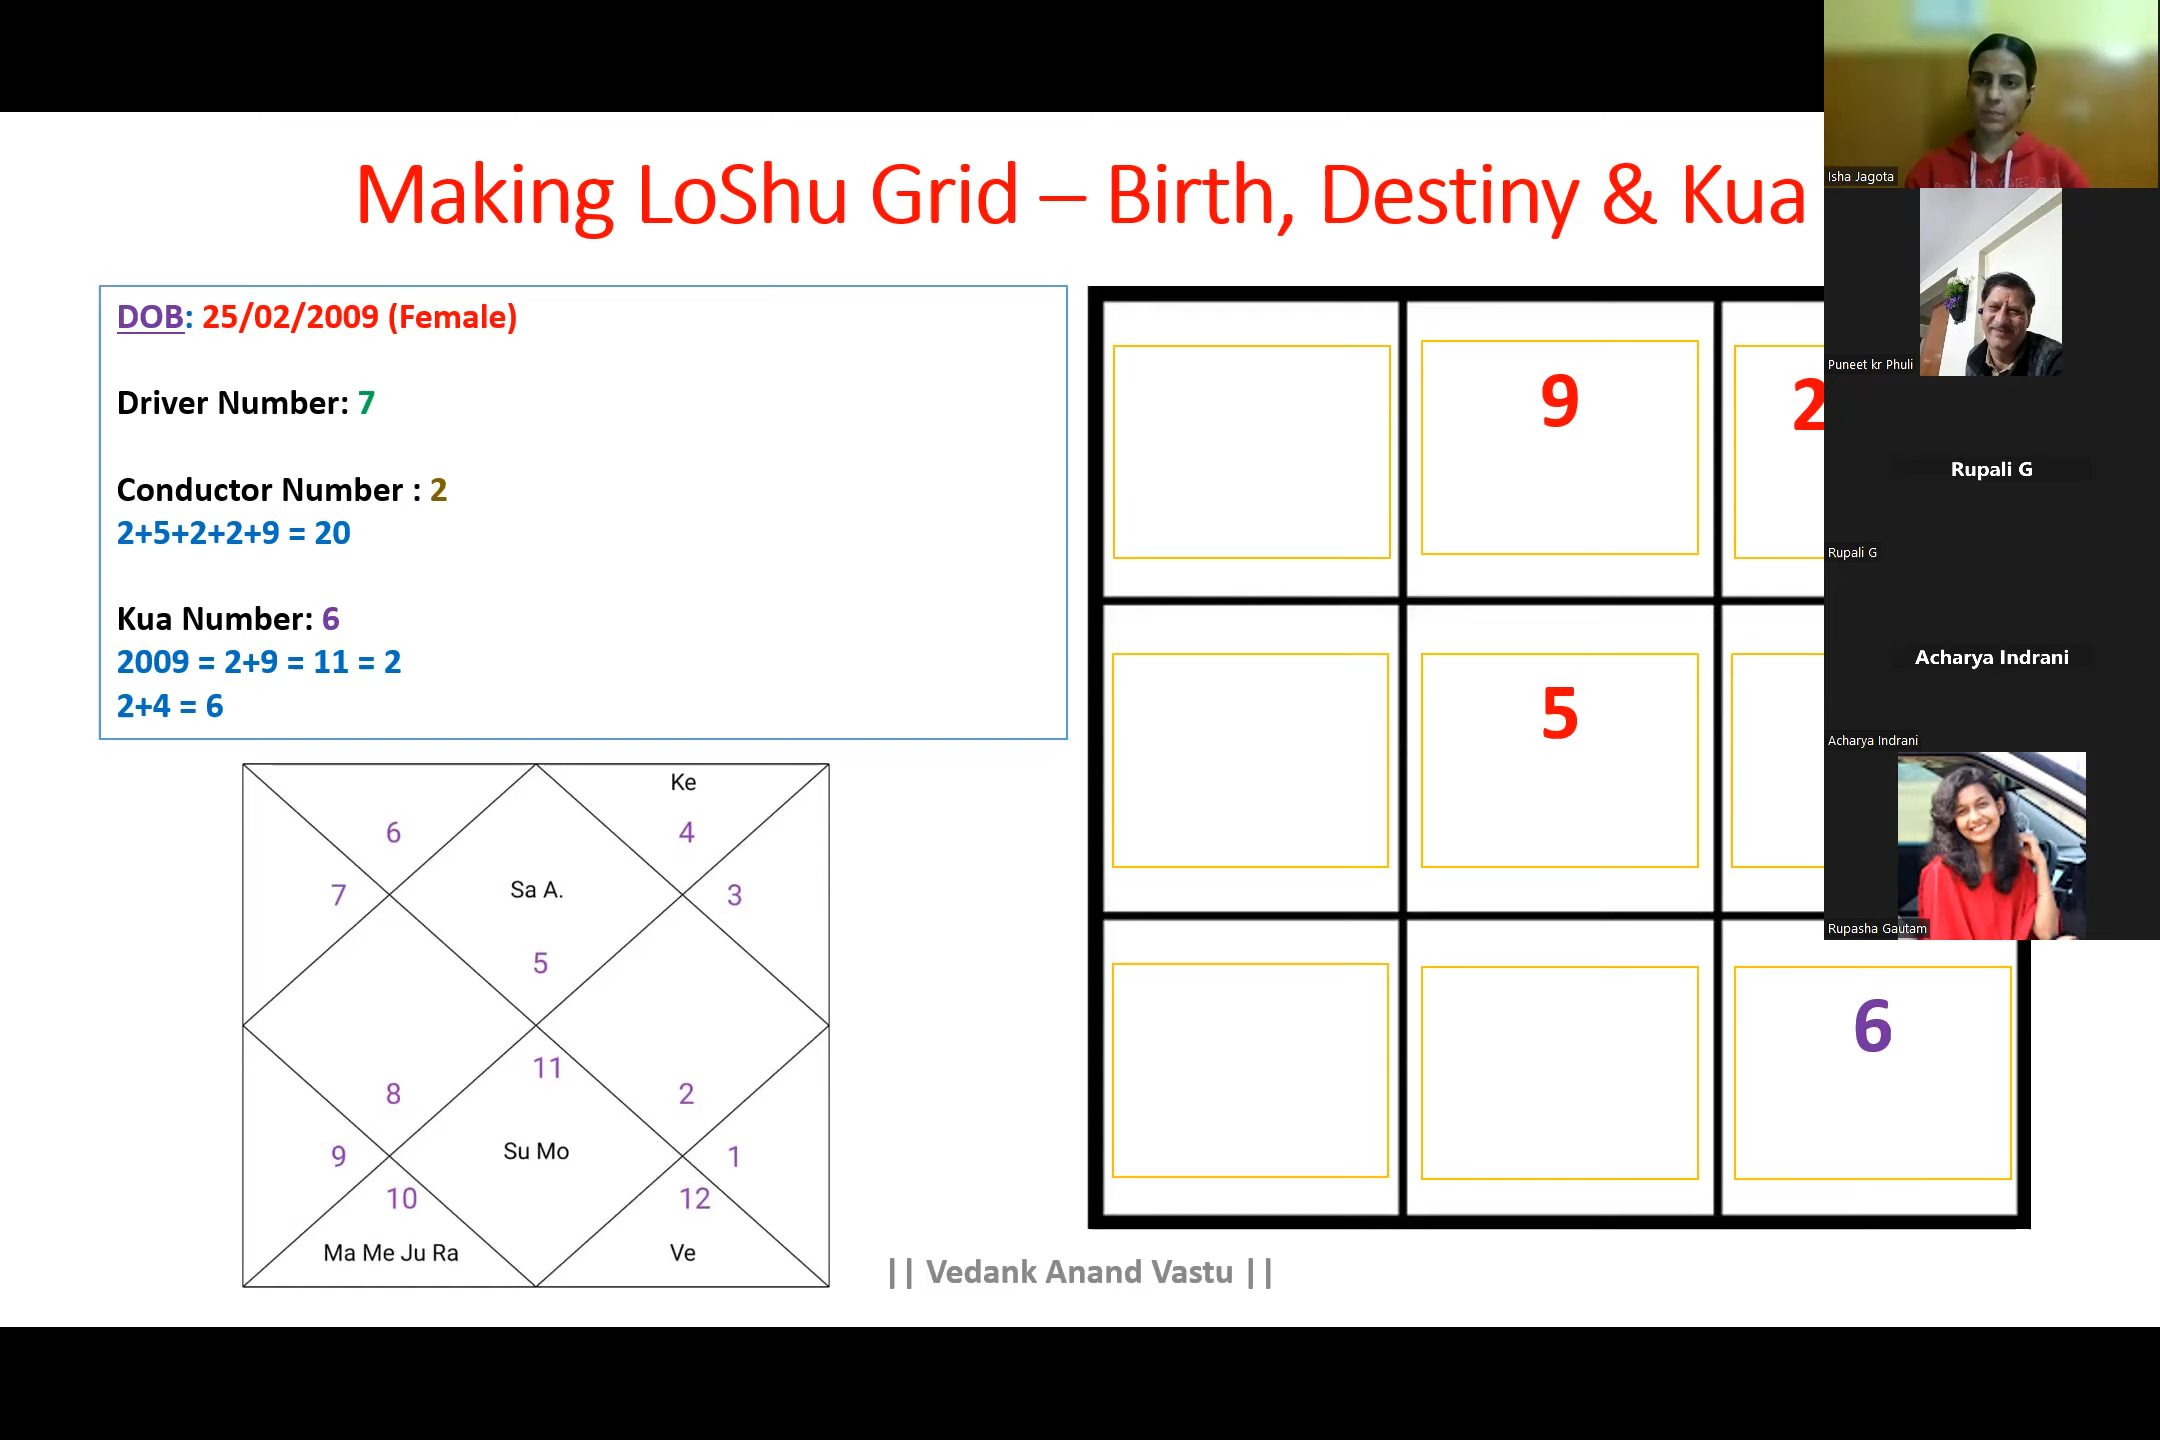 Making LoShu Grid – Birth, Destiny & Kua
DOB: 25/02/2009 (Female)
Driver Number: 7
Conductor Number : 2
2+5+2+2+9 = 20
Kua Number: 6
2009 = 2+9 = 11 = 2
2+4 = 6
9
2
5
6
Ke
6
4
7
Sa A.
3
5
11
8
2
Su Mo
9
1
10
12
Ma Me Ju Ra
Ve
|| Vedank Anand Vastu ||
Isha Jagota
Puneet kr Phuli
Rupali G
Rupali G
Acharya Indrani
Acharya Indrani
Rupasha Gautam